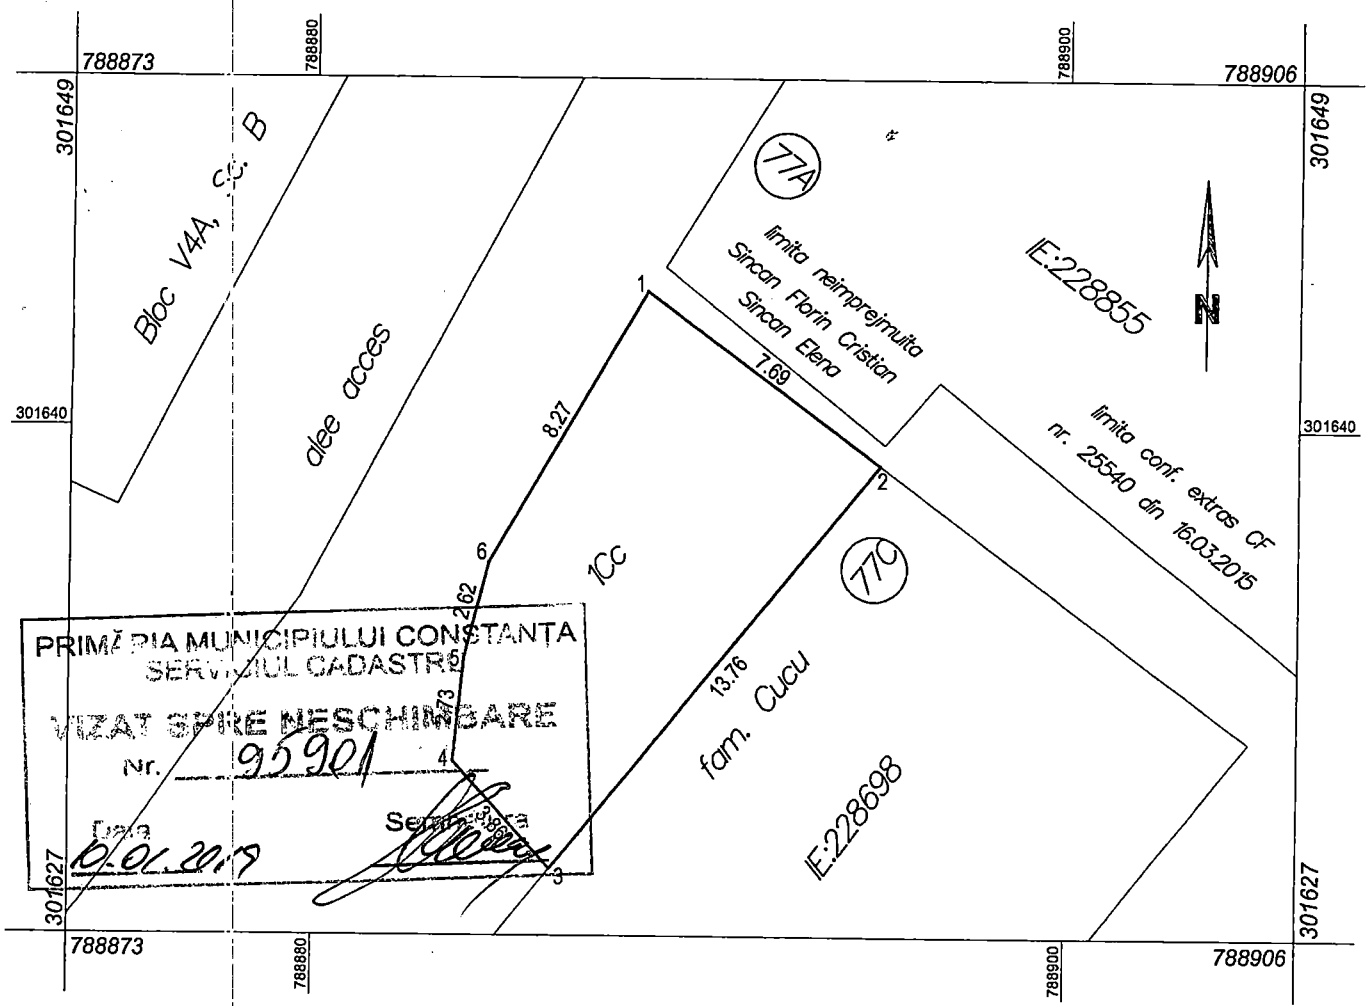 788880
788900
788873
788906
301649
301649
Bloc V4A, sc. B
77A
limita neimprejmuita
Sincan Florin Cristian
Sincan Elena
IE:228855
N
1
7.69
alee acces
8.27
301640
301640
limita conf. extras CF
nr. 25540 din 16.03.2015
2
6
1Cc
77C
2.62
PRIMĂRIA MUNICIPIULUI CONSTANTA
SERVICIUL CADASTRU
5
13.76
fam. Cucu
VIZAT SPRE NESCHIMBARE
4
Nr. 95901
IE:228698
3.86
Data
Semnatura
10.01.2019
3
301627
301627
788873
788906
788880
788900